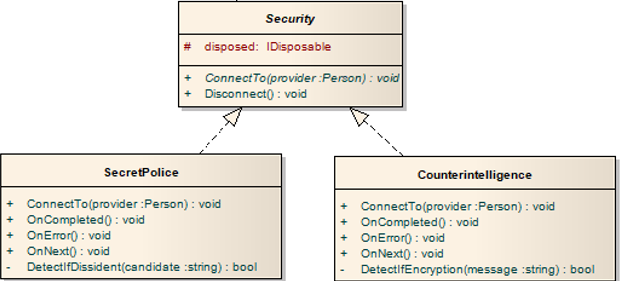 Security
# disposed: IDisposable
+ ConnectTo(provider :Person) : void
+ Disconnect() : void
SecretPolice
+ ConnectTo(provider :Person) : void
+ OnCompleted() : void
+ OnError() : void
+ OnNext() : void
- DetectIfDissident(candidate :string) : bool
Counterintelligence
+ ConnectTo(provider :Person) : void
+ OnCompleted() : void
+ OnError() : void
+ OnNext() : void
- DetectIfEncryption(message :string) : bool